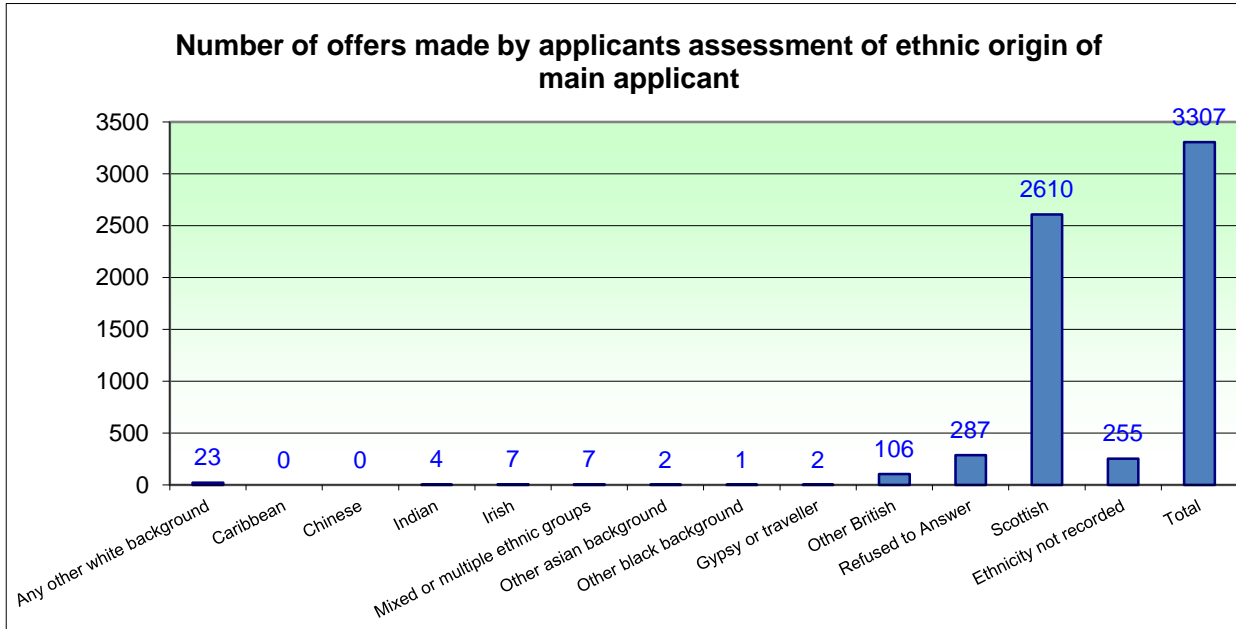 Number of offers made by applicants assessment of ethnic origin of
main applicant
3500
3000
2500
2000
1500
1000
500
0
23
0
0
4
7
7
2
1
2
106
287
2610
255
3307
Any other white background
Caribbean
Chinese
Indian
Irish
Mixed or multiple ethnic groups
Other asian background
Other black background
Gypsy or traveller
Other British
Refused to Answer
Scottish
Ethnicity not recorded
Total